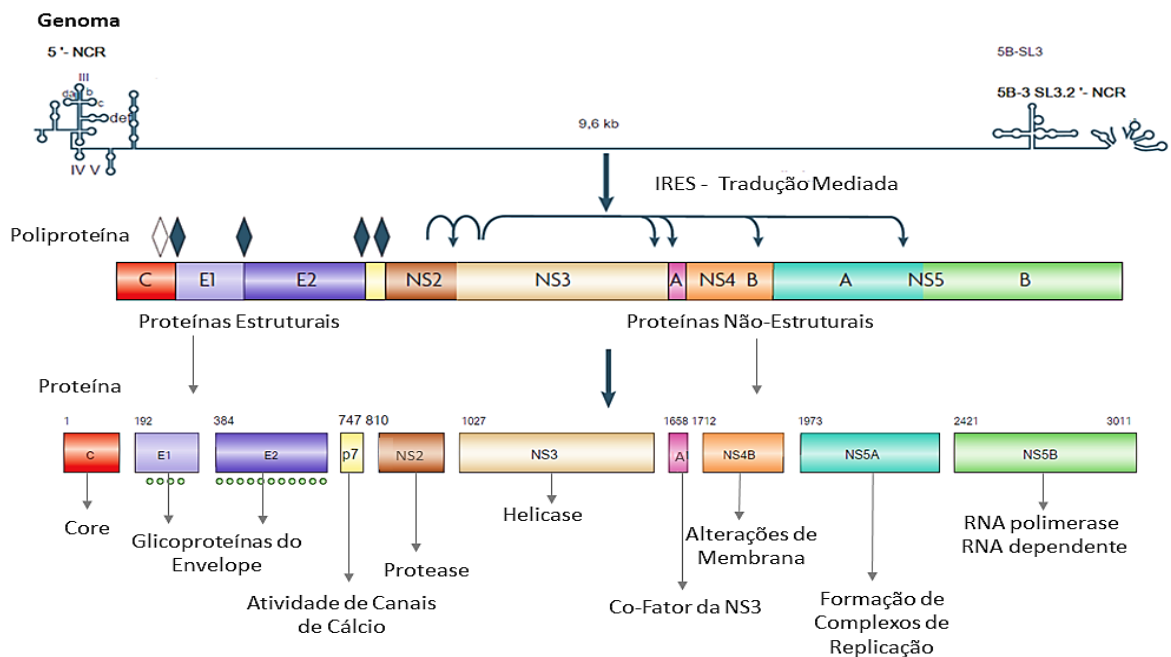 Genoma
5 '- NCR
III
da
b
c
def
IV V
5B-SL3
5B-3 SL3.2 '- NCR
V
9,6 kb
IRES - Tradução Mediada
Poliproteína
C E1 E2 NS2 NS3 A NS4 B A NS5 B
Proteínas Estruturais
Proteínas Não-Estruturais
Proteína
1 192 384 747 810 1027 1658 1712 1973 2421 3011
C E1 E2 p7 NS2 NS3 A NS4B NS5A NS5B
Core
Glicoproteínas do
Envelope
Atividade de Canais
de Cálcio
Protease
Helicase
Co-Fator da NS3
Alterações de
Membrana
Formação de
Complexos de
Replicação
RNA polimerase
RNA dependente